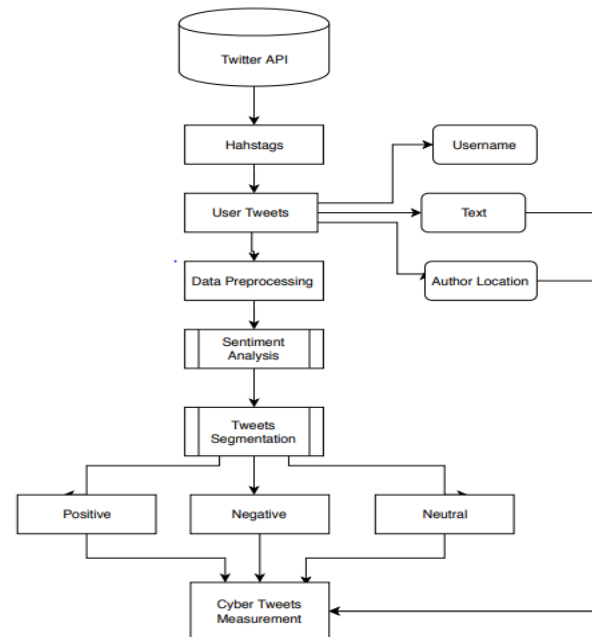 Twitter API
Hahstags
Username
User Tweets
Text
Data Preprocessing
Author Location
Sentiment
Analysis
Tweets
Segmentation
Positive
Negative
Neutral
Cyber Tweets
Measurement